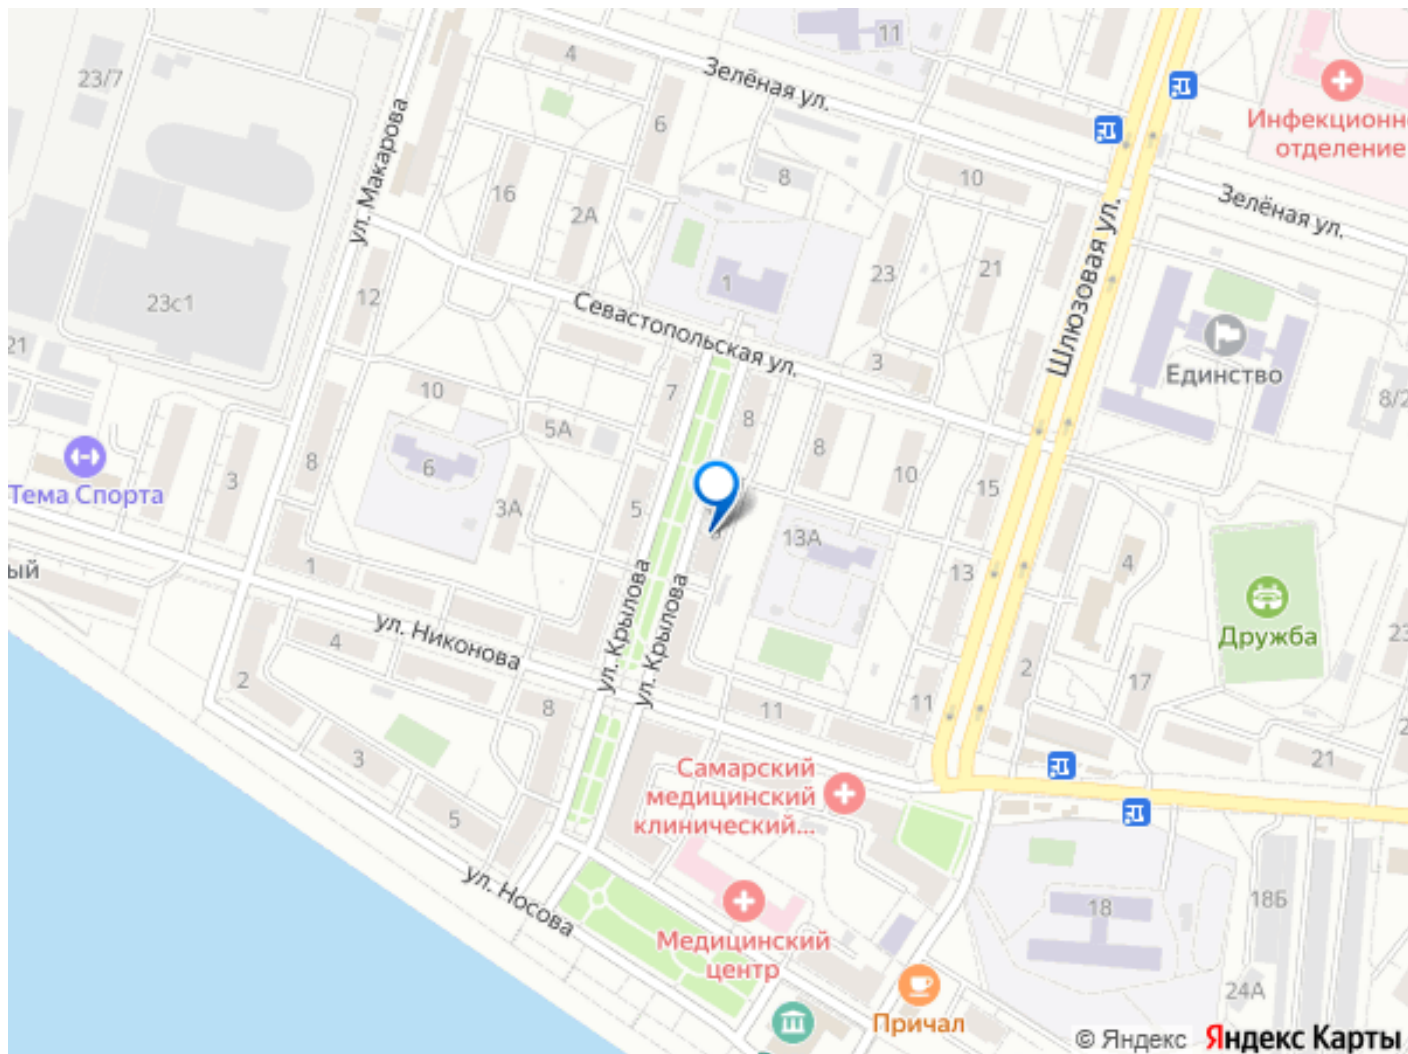 11
4
Зелёная ул.
23/7
6
Инфекционн
отделение
ул. Макарова
8
10
16
2А
Зелёная ул.
Шлюзовая ул.
23
21
1
12
23с1
Севастопольская ул.
21
3
Единство
7
10
8/2
8
5А
8
6
8
10
15
3
Тема Спорта
5
3А
13А
4
ый
1
13
Дружба
ул. Крылова
ул. Крылова
ул. Никонова
4
2
2
17
8
11
11
3
21
Самарский
медицинский
клинический...
5
ул. Носова
18
18Б
Медицинский
центр
24А
Причал
© Яндекс
Яндекс Карты